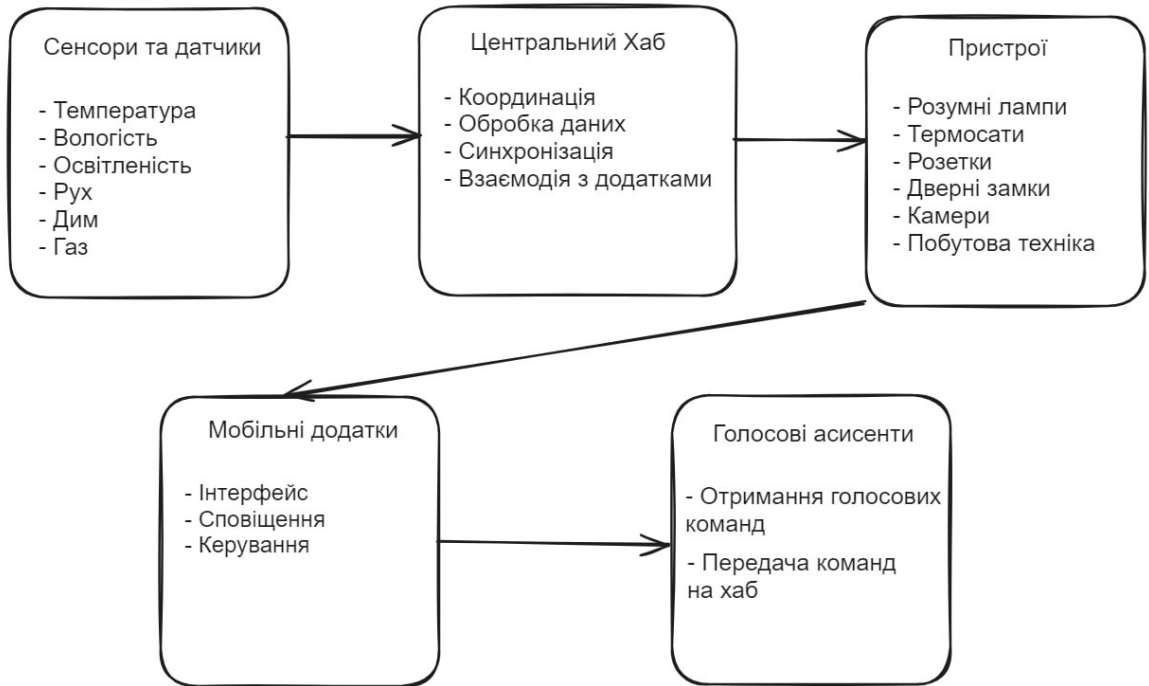 Сенсори та датчики
- Температура
- Вологість
- Освітленість
- Рух
- Дим
- Газ
Центральний Хаб
- Координація
- Обробка даних
- Синхронізація
- Взаємодія з додатками
Пристрої
- Розумні лампи
- Термосати
- Розетки
- Дверні замки
- Камери
- Побутова техніка
Мобільні додатки
- Інтерфейс
- Сповіщення
- Керування
Голосові асисенти
- Отримання голосових
команд
- Передача команд
на хаб